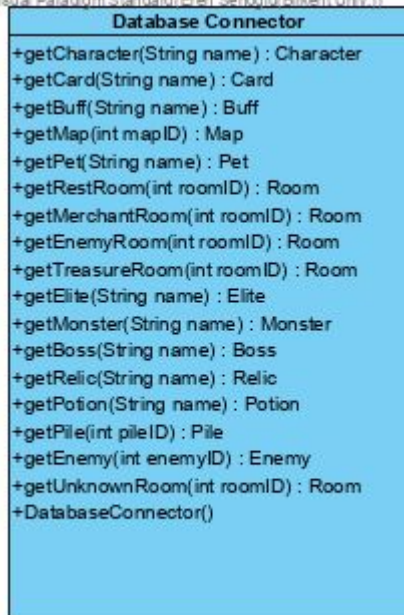 Database Connector
+getCharacter(String name) : Character
+getCard(String name) : Card
+getBuff(String name) : Buff
+getMap(int mapID) : Map
+getPet(String name) : Pet
+getRestRoom(int roomID) : Room
+getMerchantRoom(int roomID) : Room
+getEnemyRoom(int roomID) : Room
+getTreasureRoom(int roomID) : Room
+getElite(String name) : Elite
+getMonster(String name) : Monster
+getBoss(String name) : Boss
+getRelic(String name) : Relic
+getPotion(String name) : Potion
+getPile(int pileID) : Pile
+getEnemy(int enemyID) : Enemy
+getUnknownRoom(int roomID) : Room
+DatabaseConnector()